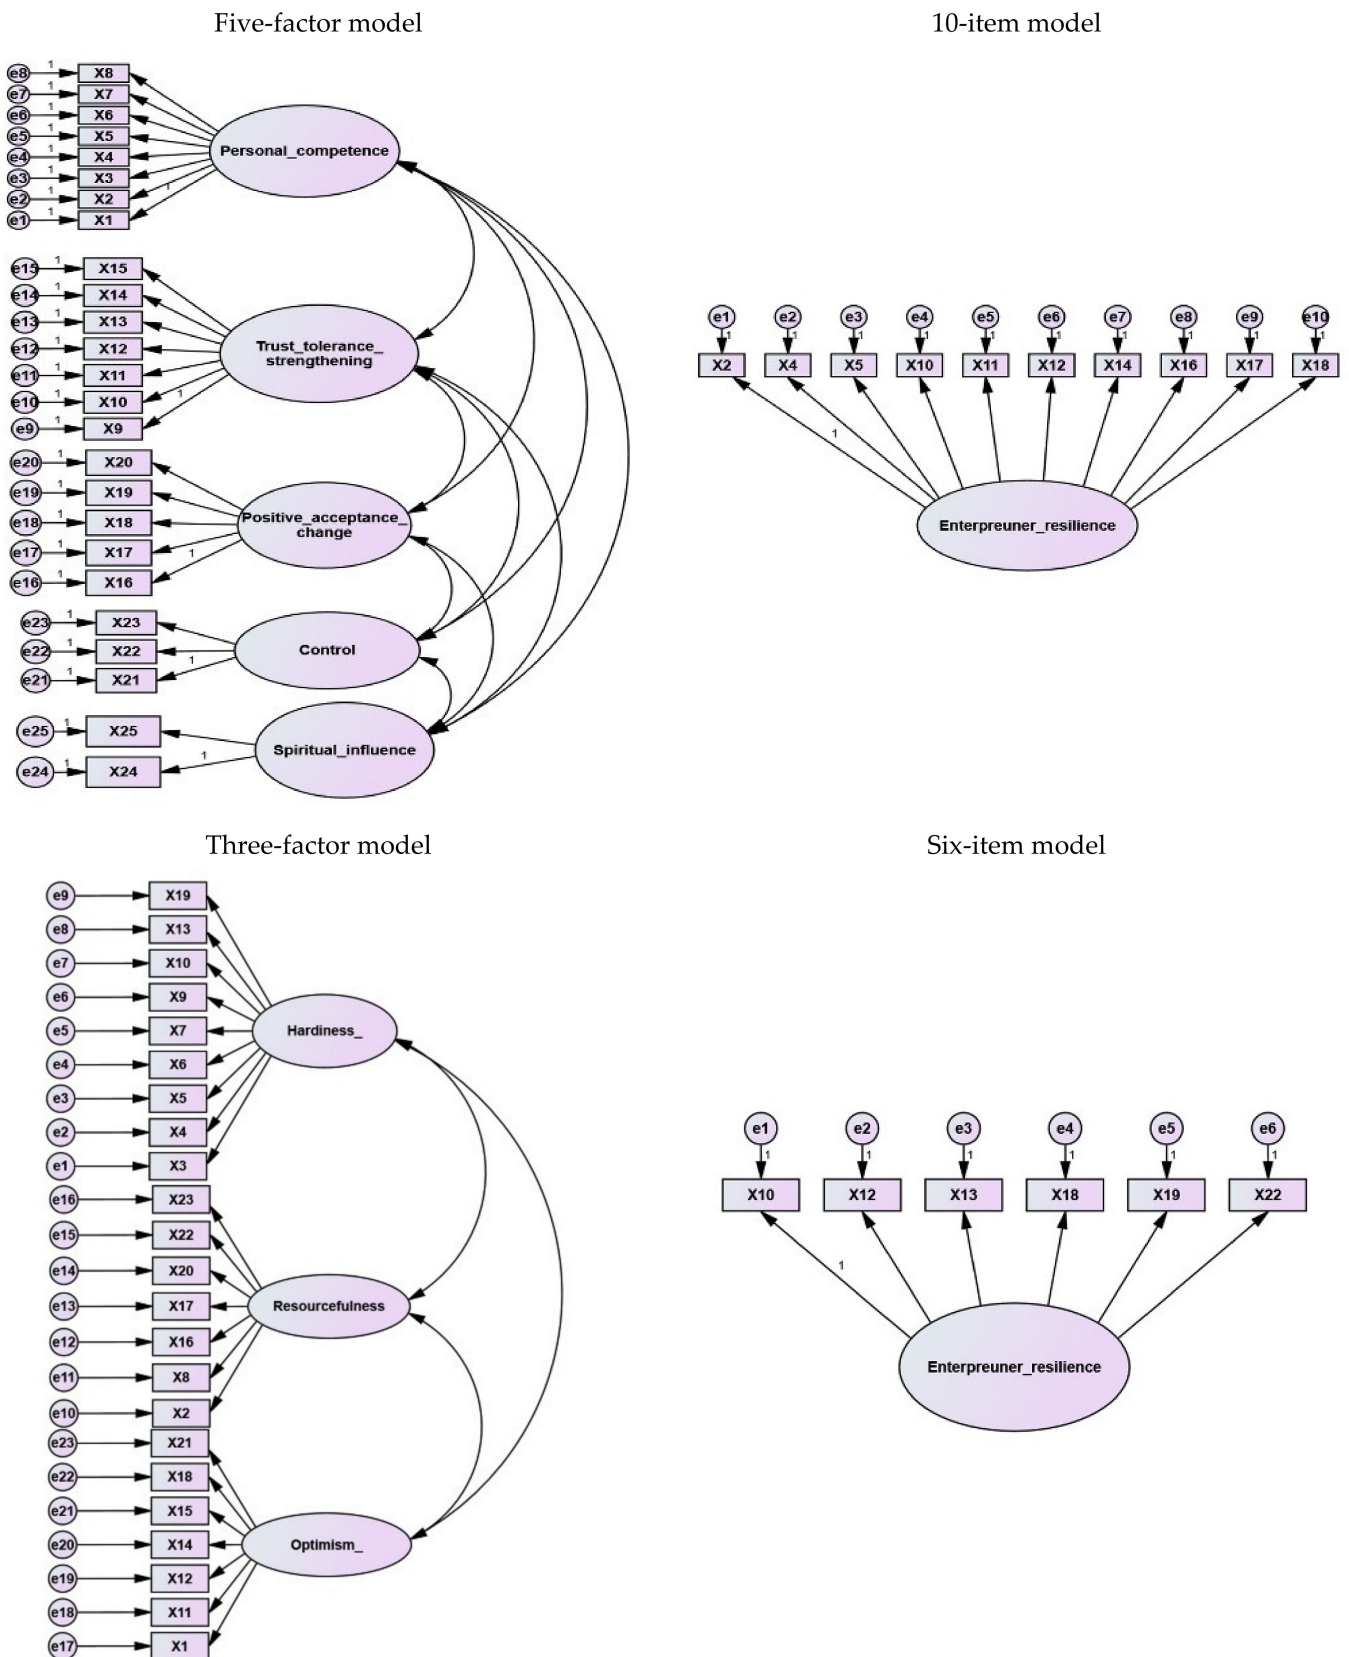 Five-factor model
e8 1 X8
e7 1 X7
e6 1 X6
e5 1 X5
e4 1 X4
e3 1 X3
e2 1 X2
e1 1 X1
1
Personal_competence
e15 1 X15
e14 1 X14
e13 1 X13
e12 1 X12
e11 1 X11
e10 1 X10
e9 1 X9
1
Trust_tolerance_
strengthening
e20 1 X20
e19 1 X19
e18 1 X18
e17 1 X17
e16 1 X16
1
Positive_acceptance_
change
e23 1 X23
e22 1 X22
e21 1 X21
1
Control
e25 1 X25
e24 1 X24
1
Spiritual_influence
10-item model
e1 e2 e3 e4 e5 e6 e7 e8 e9 e10
1 1 1 1 1 1 1 1 1 1
X2 X4 X5 X10 X11 X12 X14 X16 X17 X18
1
Enterpreuner_resilience
Three-factor model
e9 X19
e8 X13
e7 X10
e6 X9
e5 X7
e4 X6
e3 X5
e2 X4
e1 X3
Hardiness_
e16 X23
e15 X22
e14 X20
e13 X17
e12 X16
e11 X8
e10 X2
Resourcefulness
e23 X21
e22 X18
e21 X15
e20 X14
e19 X12
e18 X11
e17 X1
Optimism_
Six-item model
e1 e2 e3 e4 e5 e6
1 1 1 1 1 1
X10 X12 X13 X18 X19 X22
1
Enterpreuner_resilience